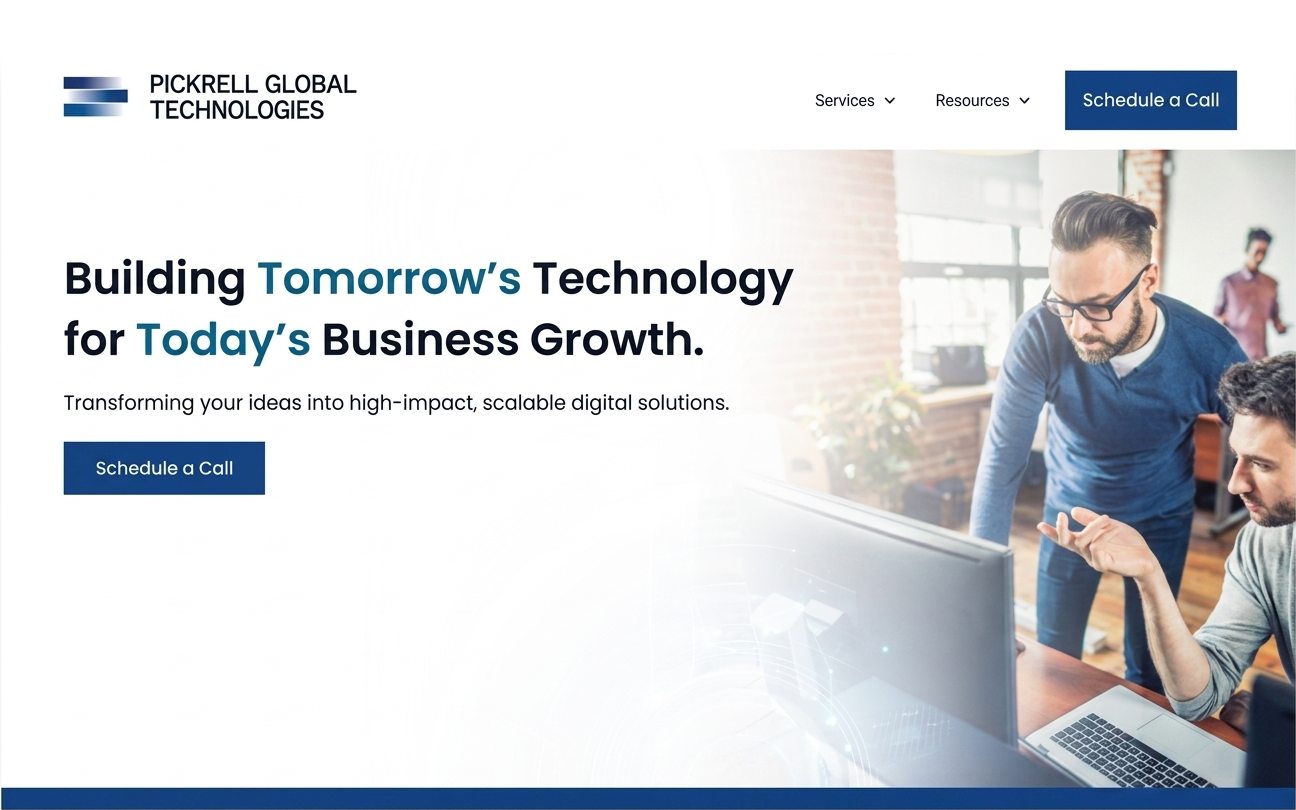 PICKRELL GLOBAL
TECHNOLOGIES
Services
Resources
Schedule a Call
Building Tomorrow’s Technology
for Today’s Business Growth.
Transforming your ideas into high-impact, scalable digital solutions.
Schedule a Call